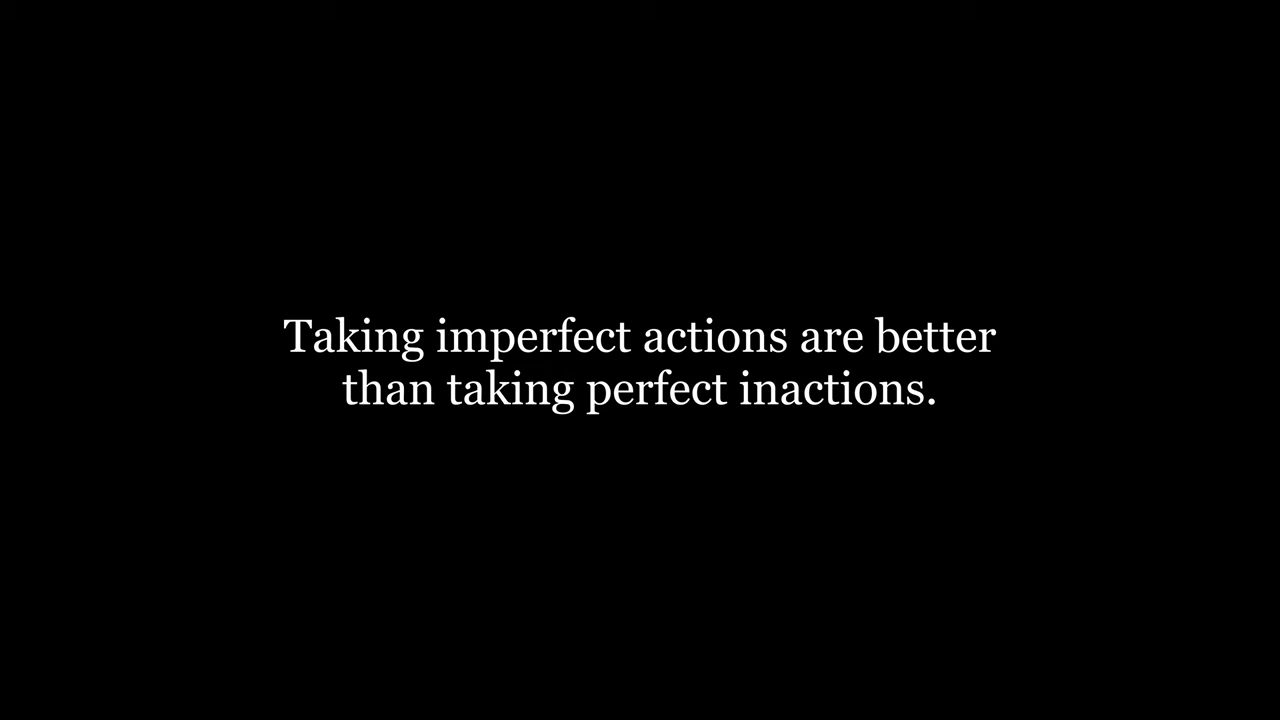 Taking imperfect actions are better
than taking perfect inactions.